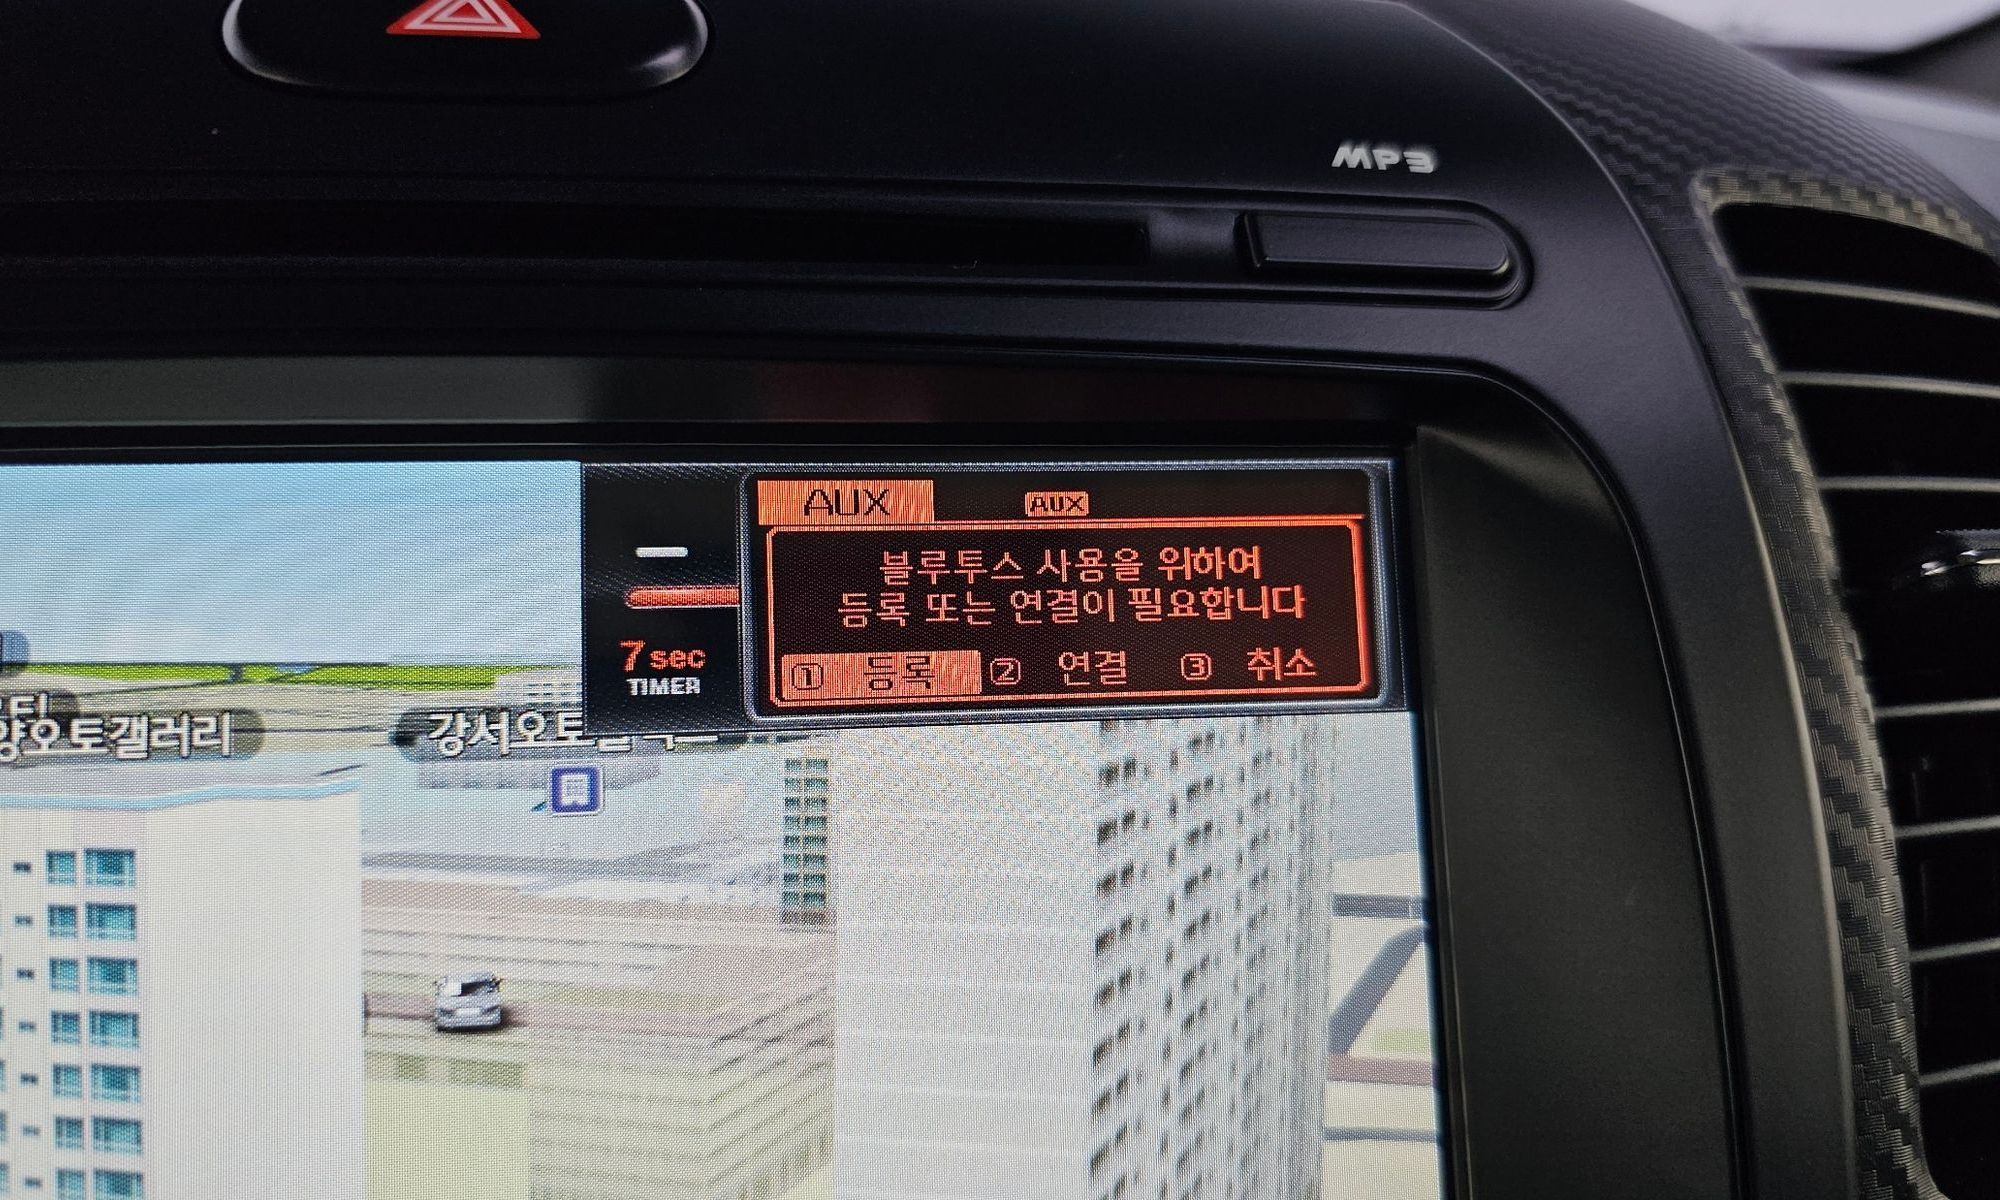 MP3
AUX AUX
블루투스 사용을 위하여
등록 또는 연결이 필요합니다
① 등록 ② 연결 ③ 취소
7 sec
TIMER
양오토갤러리
강서오토